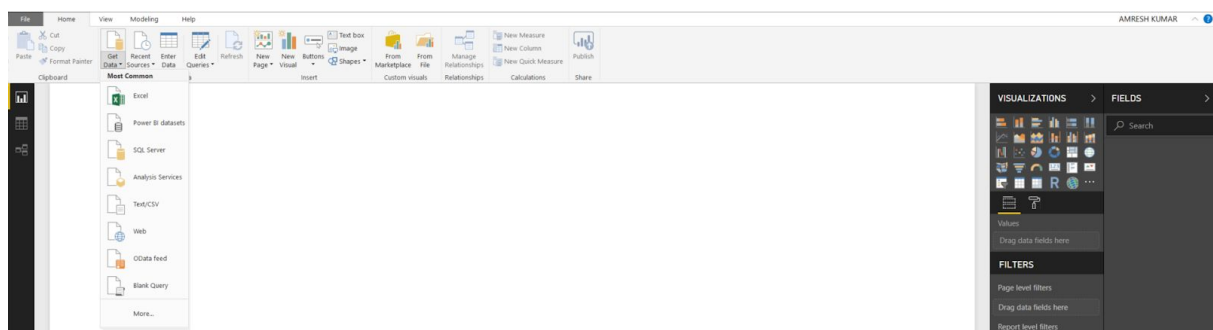 File Home View Modeling Help AMRESH KUMAR
Paste
Cut
Copy
Format Painter
Clipboard
Get Data
Recent Sources
Enter Data
Edit Queries
Refresh
New Page
New Visual
Buttons
Text box
Image
Shapes
Insert
From Marketplace
From File
Custom visuals
Manage Relationships
Relationships
New Measure
New Column
New Quick Measure
Calculations
Publish
Share
Most Common
Excel
Power BI datasets
SQL Server
Analysis Services
Text/CSV
Web
OData feed
Blank Query
More...
VISUALIZATIONS
Values
Drag data fields here
FILTERS
Page level filters
Drag data fields here
Report level filters
FIELDS
Search